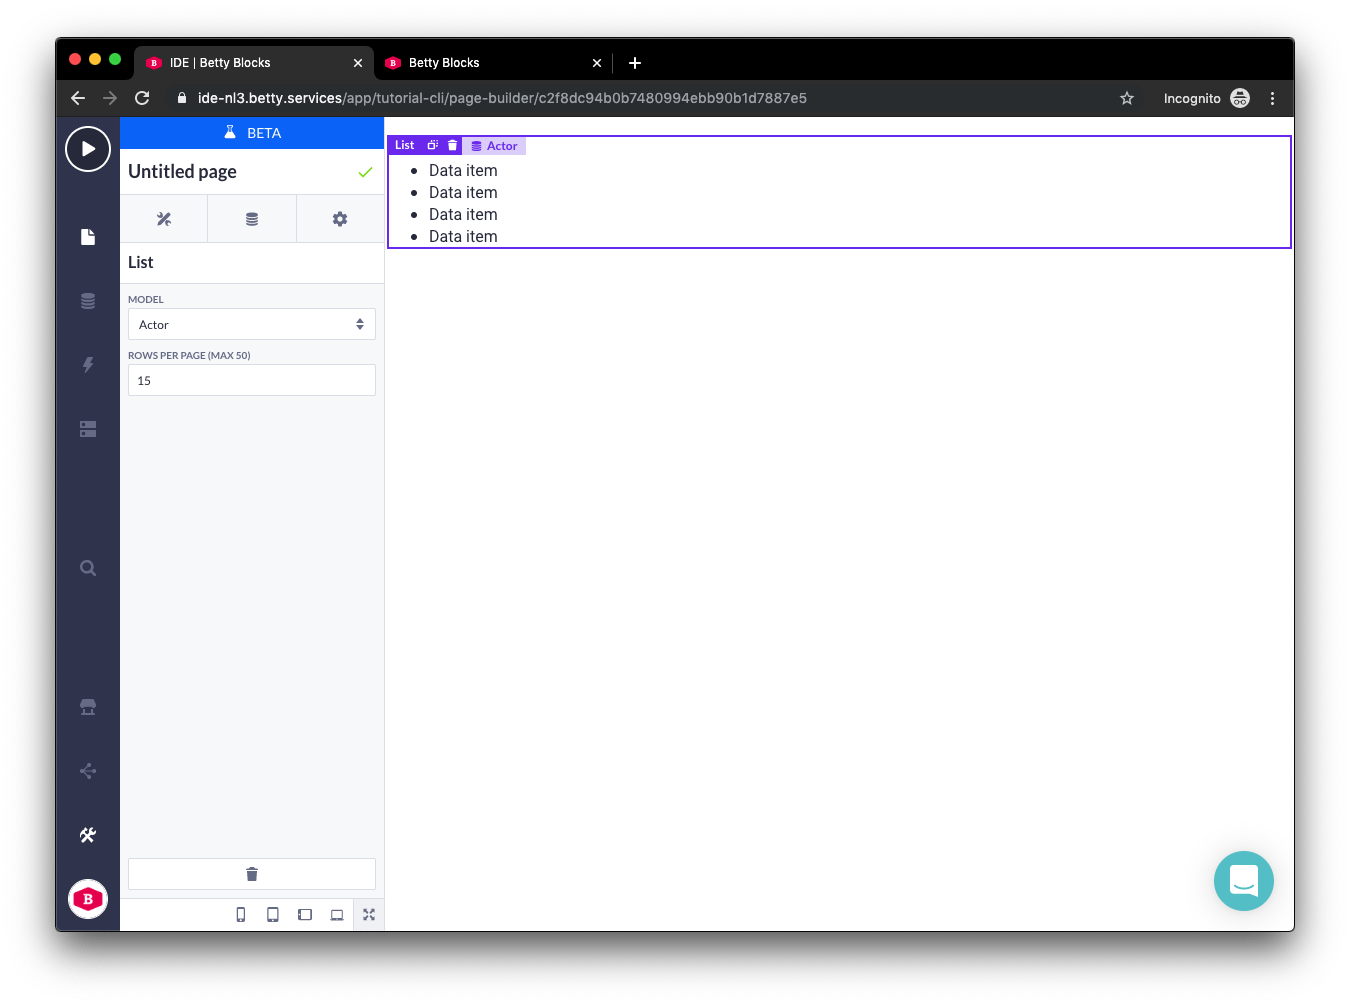 IDE | Betty Blocks
Betty Blocks
ide-nl3.betty.services/app/tutorial-cli/page-builder/c2f8dc94b0b7480994ebb90b1d7887e5
Incognito
BETA
Untitled page
List
MODEL
Actor
ROWS PER PAGE (MAX 50)
15
List
Actor
Data item
Data item
Data item
Data item
B